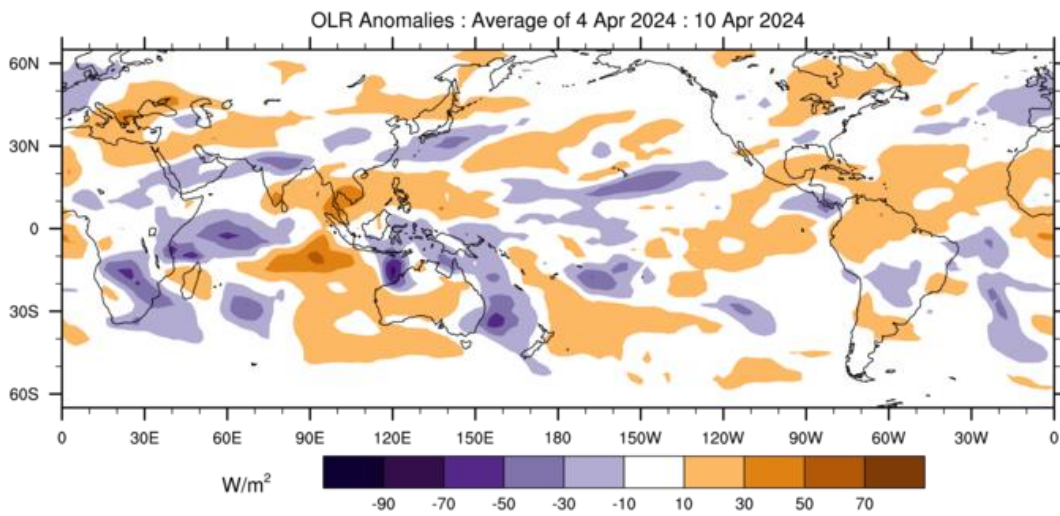 OLR Anomalies : Average of 4 Apr 2024 : 10 Apr 2024
60N
30N
0
30S
60S
0 30E 60E 90E 120E 150E 180 150W 120W 90W 60W 30W 0
W/m²
-90 -70 -50 -30 -10 10 30 50 70